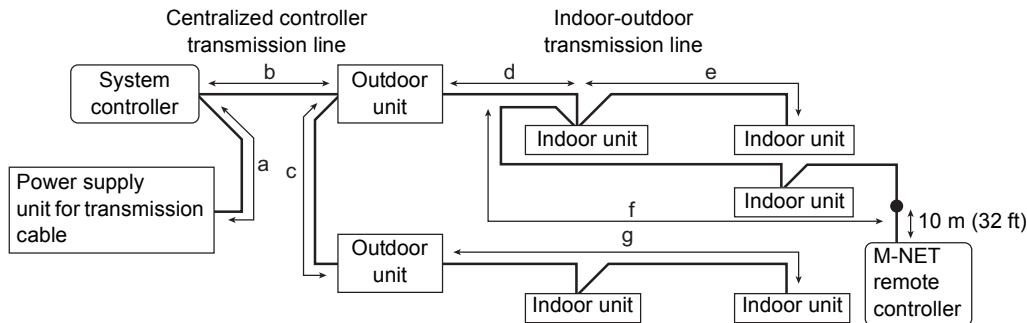 Centralized controller
transmission line
Indoor-outdoor
transmission line
System
controller
b
Outdoor
unit
d
e
Indoor unit
Indoor unit
a
c
Power supply
unit for transmission
cable
Indoor unit
f
10 m (32 ft)
Outdoor
unit
g
M-NET
remote
controller
Indoor unit
Indoor unit